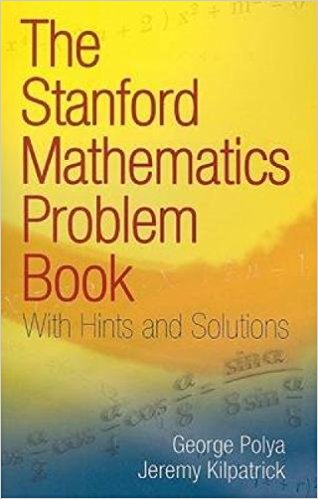 The
Stanford
Mathematics
Problem
Book
With Hints and Solutions
George Polya
Jeremy Kilpatrick